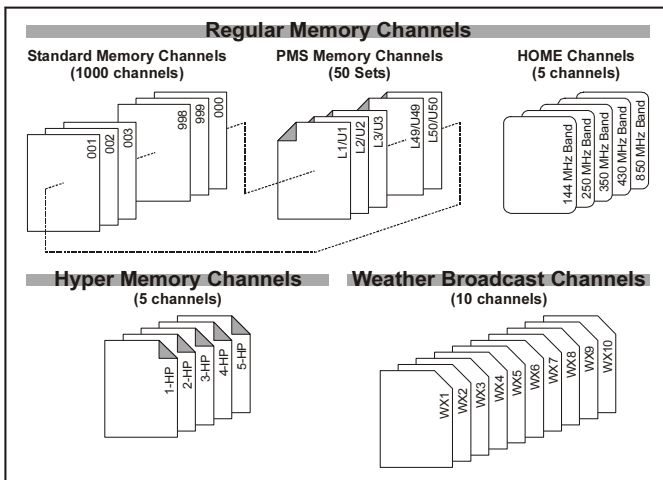 Regular Memory Channels
Standard Memory Channels
(1000 channels)
PMS Memory Channels
(50 Sets)
HOME Channels
(5 channels)
001
002
003
998
999
000
L1/U1
L2/U2
L3/U3
L49/U49
L50/U50
144 MHz Band
250 MHz Band
350 MHz Band
430 MHz Band
850 MHz Band
Hyper Memory Channels
(5 channels)
Weather Broadcast Channels
(10 channels)
1-HP
2-HP
3-HP
4-HP
5-HP
WX1
WX2
WX3
WX4
WX5
WX6
WX7
WX8
WX9
WX10